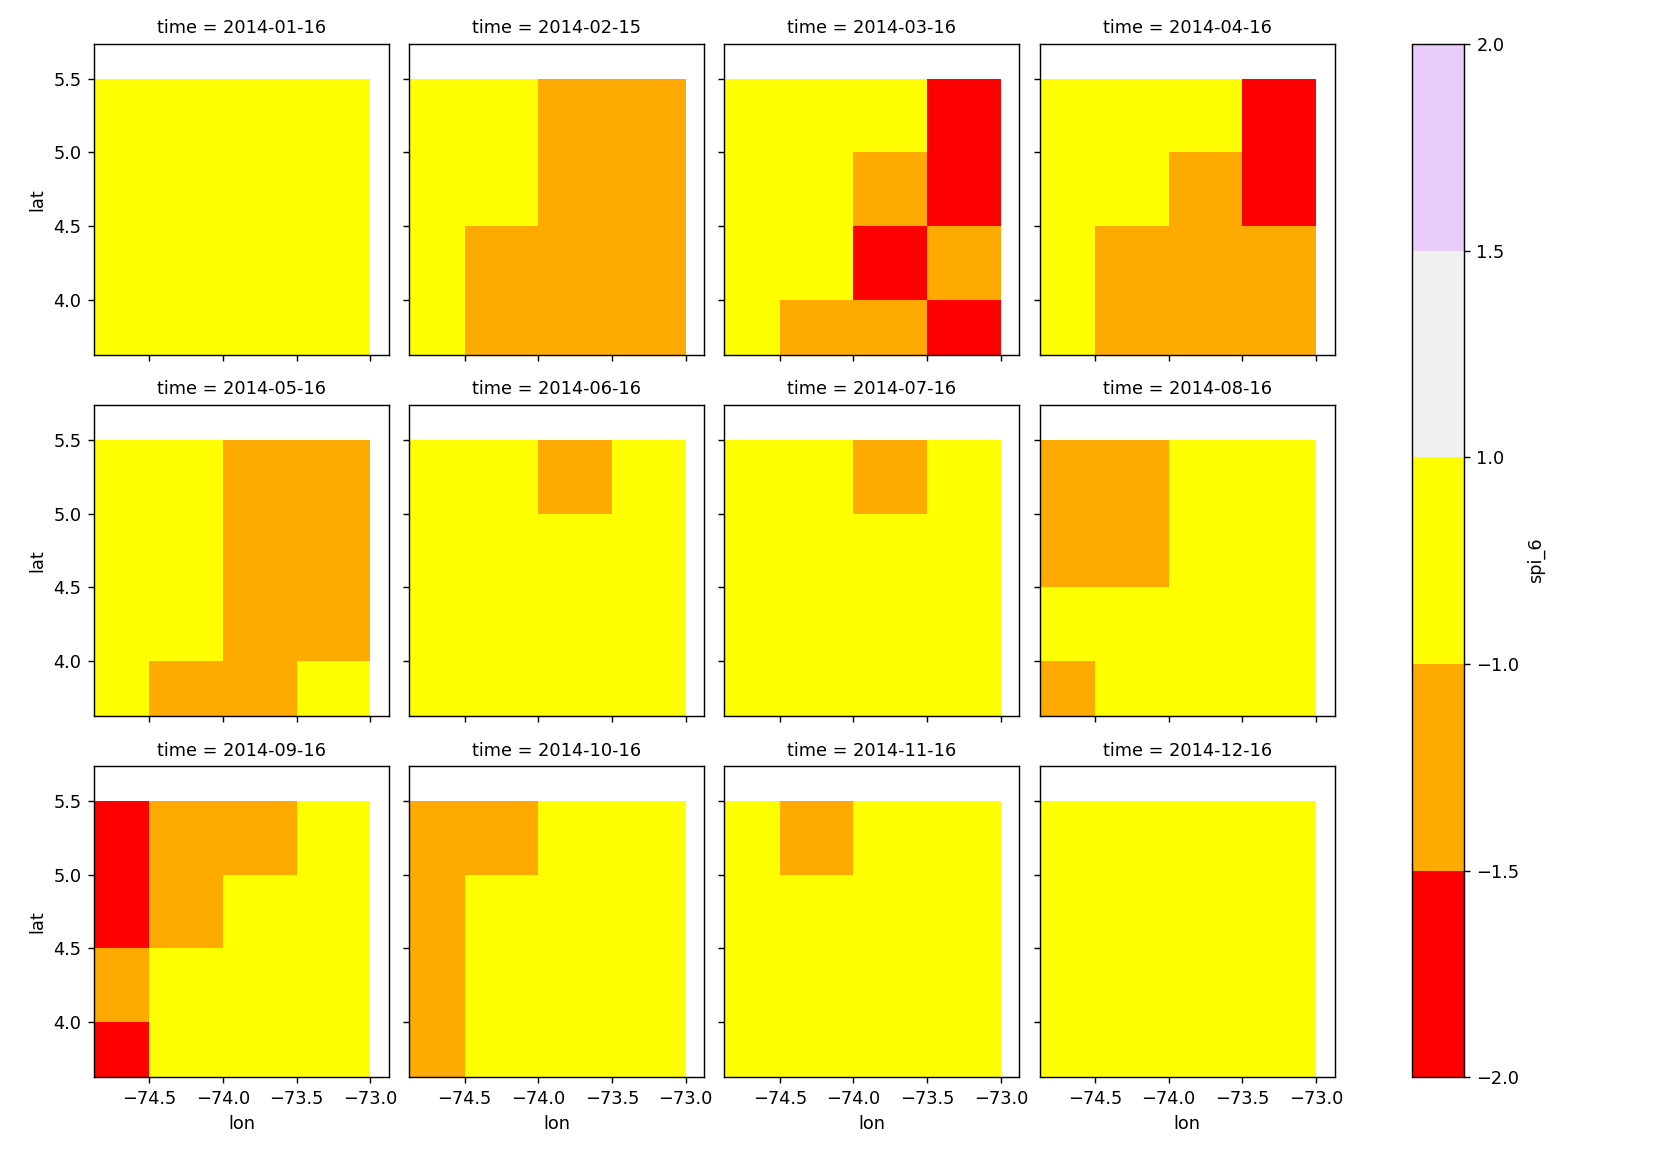 time = 2014-01-16
time = 2014-02-15
time = 2014-03-16
time = 2014-04-16
5.5
5.0
4.5
4.0
lat
time = 2014-05-16
time = 2014-06-16
time = 2014-07-16
time = 2014-08-16
5.5
5.0
4.5
4.0
lat
time = 2014-09-16
time = 2014-10-16
time = 2014-11-16
time = 2014-12-16
5.5
5.0
4.5
4.0
lat
−74.5 −74.0 −73.5 −73.0
lon
−74.5 −74.0 −73.5 −73.0
lon
−74.5 −74.0 −73.5 −73.0
lon
−74.5 −74.0 −73.5 −73.0
lon
2.0
1.5
1.0
−1.0
−1.5
−2.0
spi_6